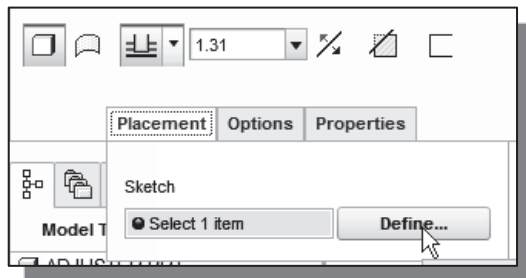 1.31
Placement Options Properties
Sketch
Select 1 item Define...
Model T